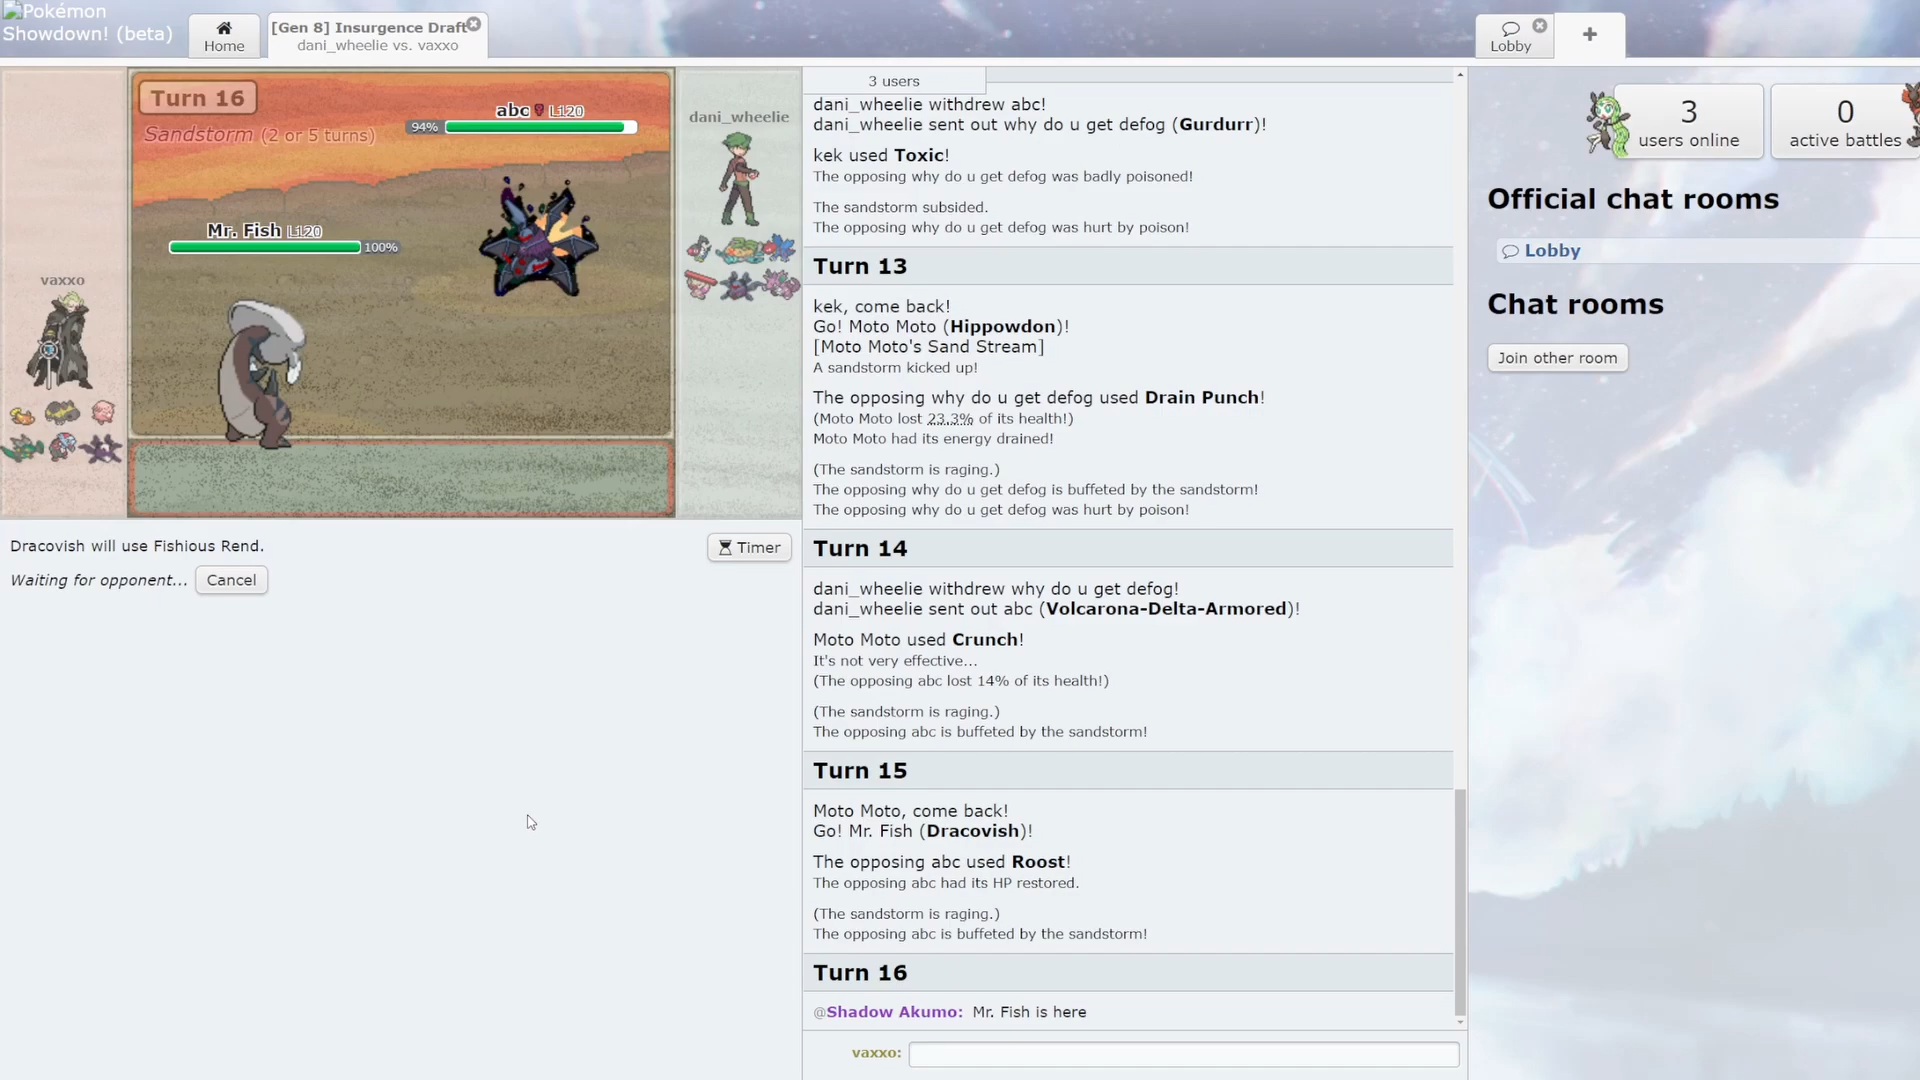 Pokémon
Showdown! (beta)
Home
[Gen 8] Insurgence Draft
dani_wheelie vs. vaxxo
Lobby
+
Turn 16
Sandstorm (2 or 5 turns)
abc L120
94%
Mr. Fish L120
100%
vaxxo
dani_wheelie
Dracovish will use Fishious Rend.
Timer
Waiting for opponent...
Cancel
3 users
dani_wheelie withdrew abc!
dani_wheelie sent out why do u get defog (Gurdurr)!
kek used Toxic!
The opposing why do u get defog was badly poisoned!
The sandstorm subsided.
The opposing why do u get defog was hurt by poison!
Turn 13
kek, come back!
Go! Moto Moto (Hippowdon)!
[Moto Moto's Sand Stream]
A sandstorm kicked up!
The opposing why do u get defog used Drain Punch!
(Moto Moto lost 23.3% of its health!)
Moto Moto had its energy drained!
(The sandstorm is raging.)
The opposing why do u get defog is buffeted by the sandstorm!
The opposing why do u get defog was hurt by poison!
Turn 14
dani_wheelie withdrew why do u get defog!
dani_wheelie sent out abc (Volcarona-Delta-Armored)!
Moto Moto used Crunch!
It's not very effective...
(The opposing abc lost 14% of its health!)
(The sandstorm is raging.)
The opposing abc is buffeted by the sandstorm!
Turn 15
Moto Moto, come back!
Go! Mr. Fish (Dracovish)!
The opposing abc used Roost!
The opposing abc had its HP restored.
(The sandstorm is raging.)
The opposing abc is buffeted by the sandstorm!
Turn 16
@Shadow Akumo: Mr. Fish is here
vaxxo:
3
users online
0
active battles
Official chat rooms
Lobby
Chat rooms
Join other room